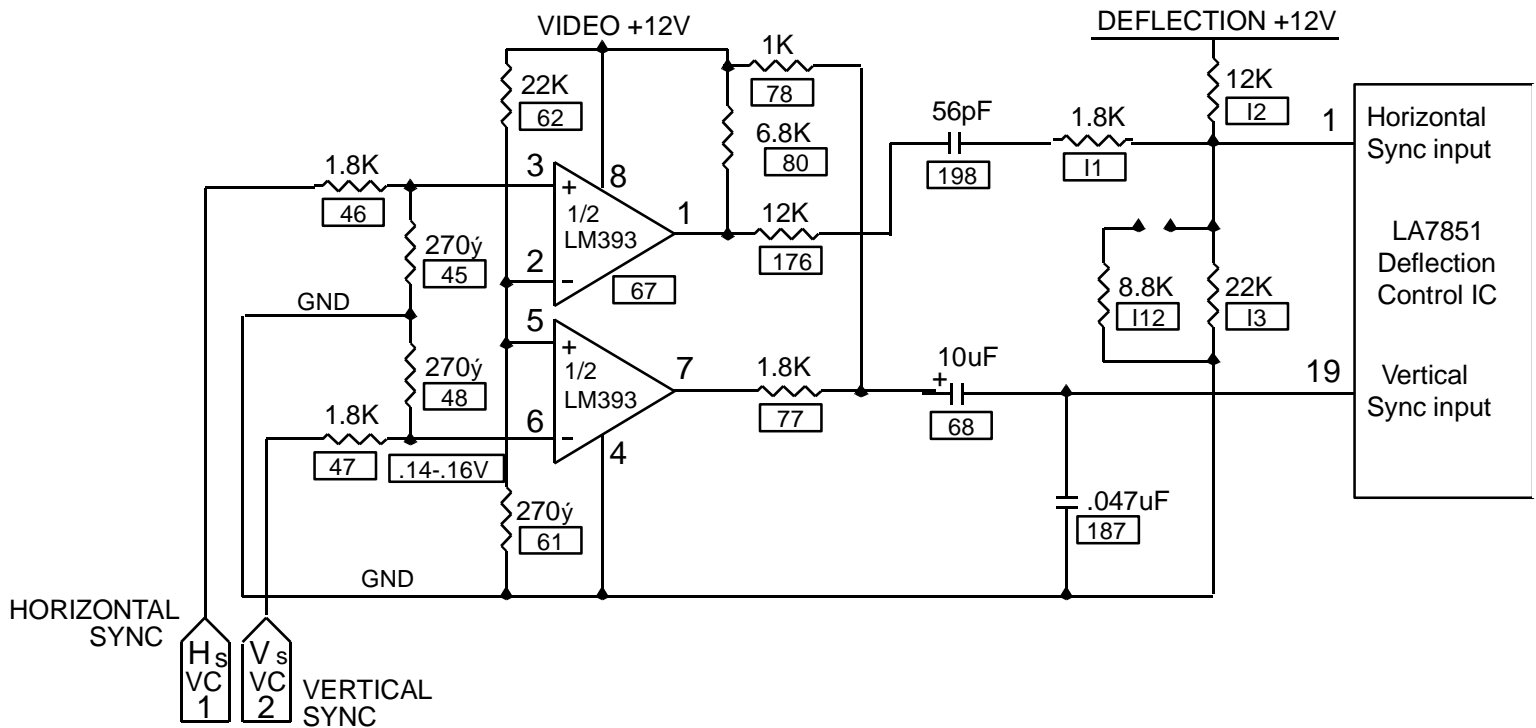 VIDEO +12V
DEFLECTION +12V
1K
78
22K
62
12K
I2
6.8K
80
56pF
198
1.8K
I1
1
Horizontal
Sync input
1.8K
46
3
+
8
1/2
LM393
1
12K
176
270ý
45
2
−
67
GND
8.8K
I12
22K
I3
LA7851
Deflection
Control IC
5
+
1/2
LM393
7
1.8K
77
270ý
48
10uF
+
68
19
Vertical
Sync input
1.8K
47
6
−
4
.14-.16V
270ý
61
.047uF
187
GND
HORIZONTAL
SYNC
Hs
VC
1
Vs
VC
2
VERTICAL
SYNC